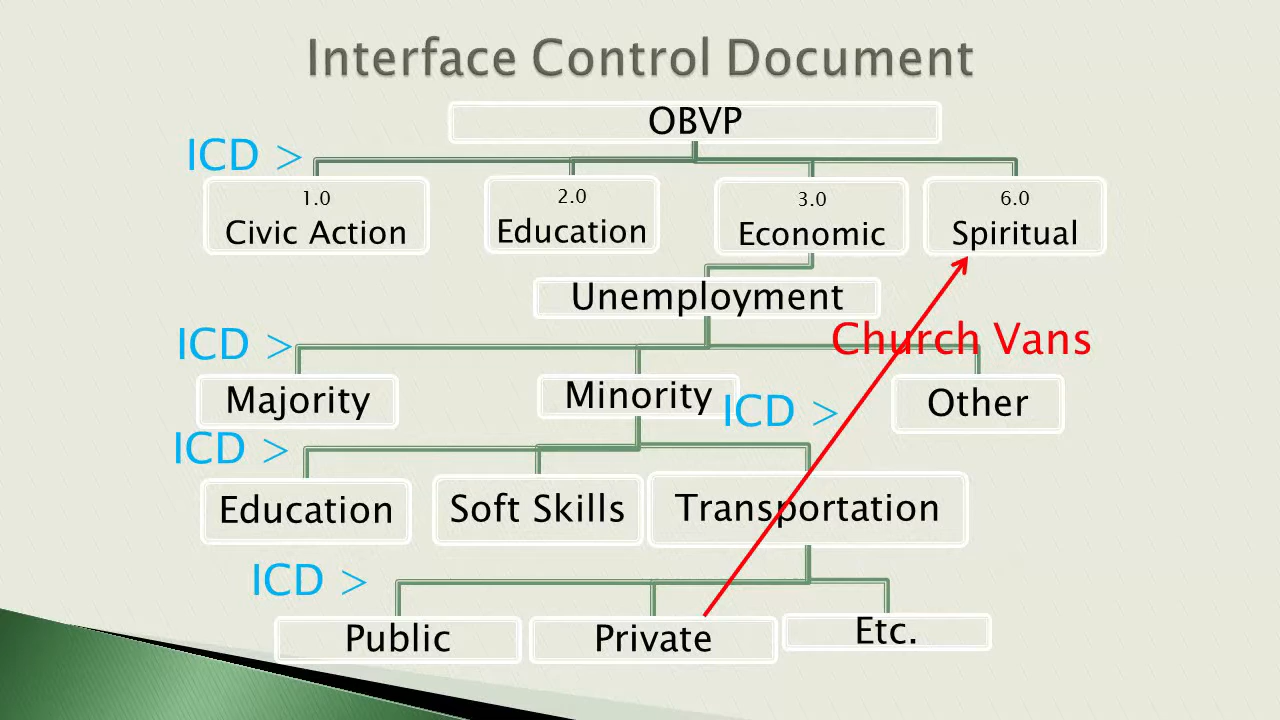 Interface Control Document
OBVP
ICD >
1.0
Civic Action
2.0
Education
3.0
Economic
6.0
Spiritual
Unemployment
ICD >
Church Vans
Majority
Minority
ICD >
Other
ICD >
Education
Soft Skills
Transportation
ICD >
Public
Private
Etc.